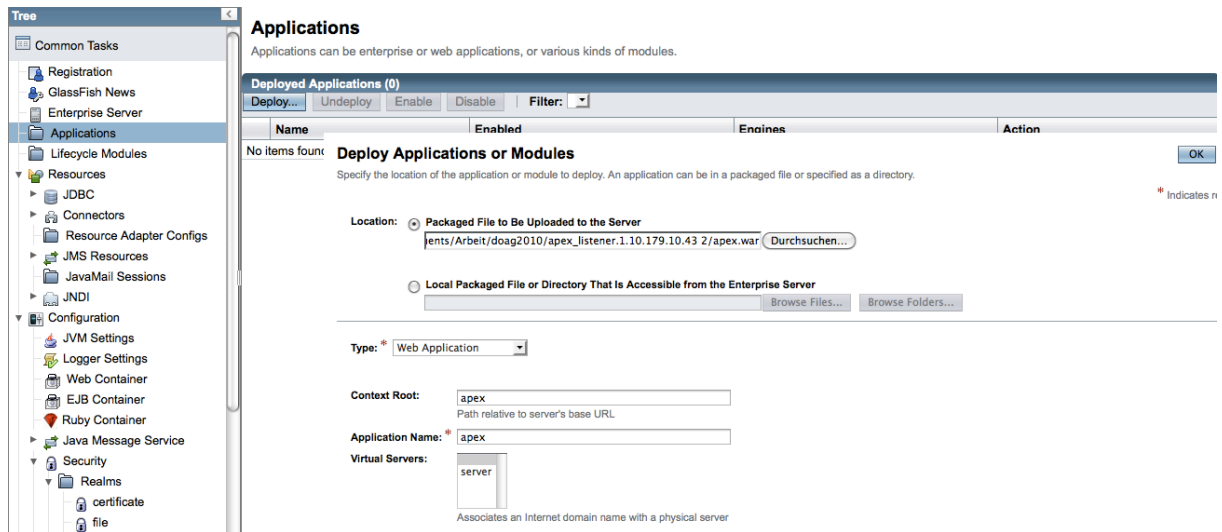 Tree
Common Tasks
Registration
GlassFish News
Enterprise Server
Applications
Lifecycle Modules
Resources
JDBC
Connectors
Resource Adapter Configs
JMS Resources
JavaMail Sessions
JNDI
Configuration
JVM Settings
Logger Settings
Web Container
EJB Container
Ruby Container
Java Message Service
Security
Realms
certificate
file
Applications
Applications can be enterprise or web applications, or various kinds of modules.
Deployed Applications (0)
Deploy... Undeploy Enable Disable Filter:
Name Enabled Engines Action
No items found
Deploy Applications or Modules
OK
Specify the location of the application or module to deploy. An application can be in a packaged file or specified as a directory.
* Indicates re
Location: Packaged File to Be Uploaded to the Server
ients/Arbeit/doag2010/apex_listener.1.10.179.10.43 2/apex.war Durchsuchen...
Local Packaged File or Directory That Is Accessible from the Enterprise Server
Browse Files... Browse Folders...
Type: * Web Application
Context Root: apex
Path relative to server's base URL
Application Name: * apex
Virtual Servers:
server
Associates an Internet domain name with a physical server